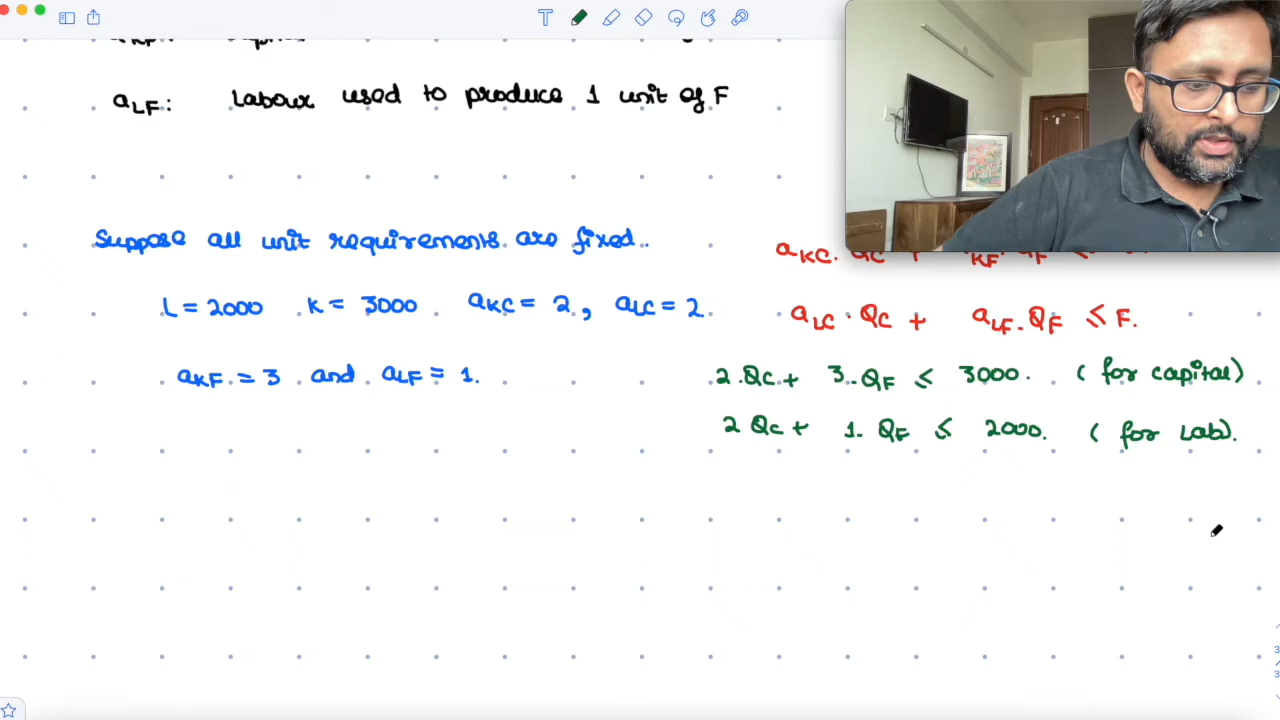 aLF: Labour used to produce 1 unit of F
Suppose all unit requirements are fixed.
L = 2000 K = 3000 aKC = 2, aLC = 2
aKF = 3 and aLF = 1.
aKC. QC +
aLC · QC + aLF. QF ≤ F.
2.QC + 3.QF ≤ 3000. (for capital)
2 QC + 1. QF ≤ 2000. (for Lab).